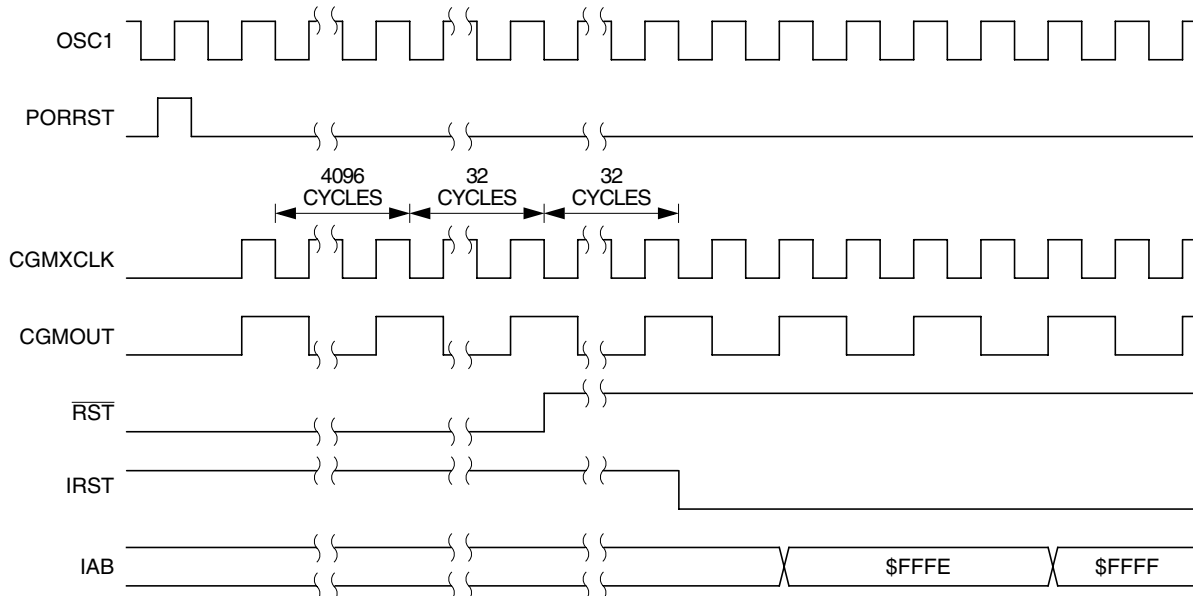 OSC1
PORRST
4096 CYCLES
32 CYCLES
32 CYCLES
CGMXCLK
CGMOUT
RST
IRST
IAB
$FFFE
$FFFF